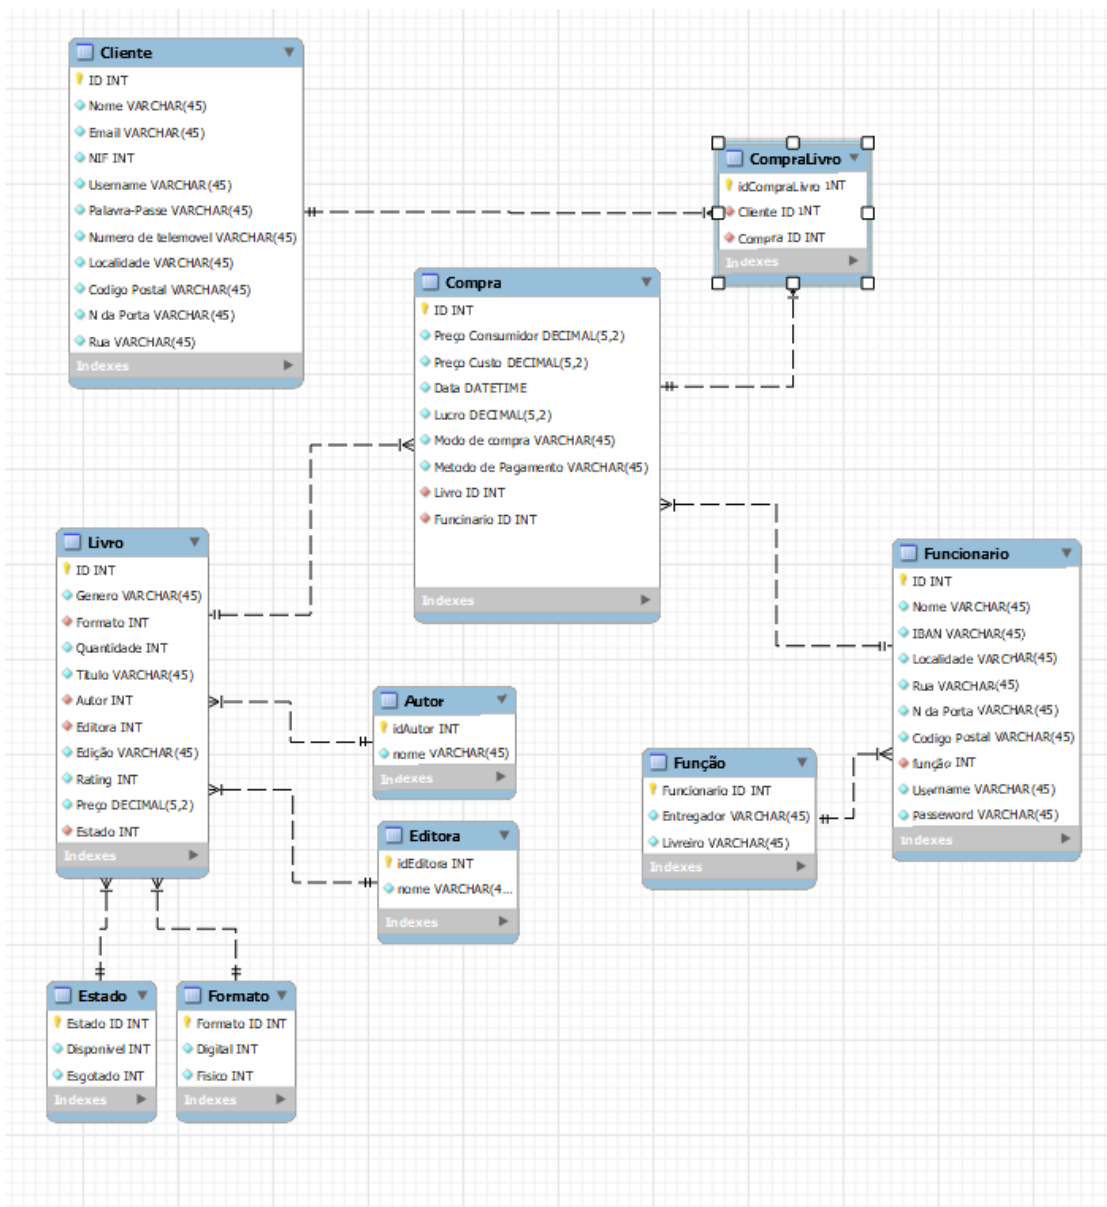 Cliente
ID INT
Nome VARCHAR(45)
Email VARCHAR(45)
NIF INT
Username VARCHAR(45)
Palavra-Passe VARCHAR(45)
Numero de telemovel VARCHAR(45)
Localidade VARCHAR(45)
Codigo Postal VARCHAR(45)
N da Porta VARCHAR(45)
Rua VARCHAR(45)
Indexes
CompraLivro
idCompraLivro INT
Cliente ID INT
Compra ID INT
Indexes
Compra
ID INT
Preço Consumidor DECIMAL(5,2)
Preço Custo DECIMAL(5,2)
Data DATETIME
Lucro DECIMAL(5,2)
Modo de compra VARCHAR(45)
Metodo de Pagamento VARCHAR(45)
Livro ID INT
Funcinario ID INT
Indexes
Livro
ID INT
Genero VARCHAR(45)
Formato INT
Quantidade INT
Titulo VARCHAR(45)
Autor INT
Editora INT
Edição VARCHAR(45)
Rating INT
Preço DECIMAL(5,2)
Estado INT
Indexes
Funcionario
ID INT
Nome VARCHAR(45)
IBAN VARCHAR(45)
Localidade VARCHAR(45)
Rua VARCHAR(45)
N da Porta VARCHAR(45)
Codigo Postal VARCHAR(45)
função INT
Username VARCHAR(45)
Passeword VARCHAR(45)
Indexes
Autor
idAutor INT
nome VARCHAR(45)
Indexes
Função
Funcionario ID INT
Entregador VARCHAR(45)
Livreiro VARCHAR(45)
Indexes
Editora
idEditora INT
nome VARCHAR(4...
Indexes
Estado
Estado ID INT
Disponivel INT
Esgotado INT
Indexes
Formato
Formato ID INT
Digital INT
Fisico INT
Indexes